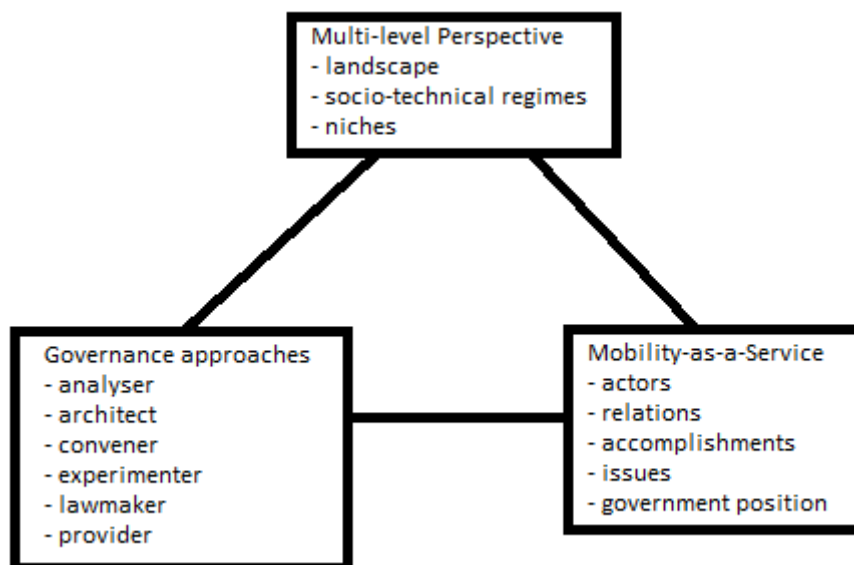 Multi-level Perspective
- landscape
- socio-technical regimes
- niches
Governance approaches
- analyser
- architect
- convener
- experimenter
- lawmaker
- provider
Mobility-as-a-Service
- actors
- relations
- accomplishments
- issues
- government position